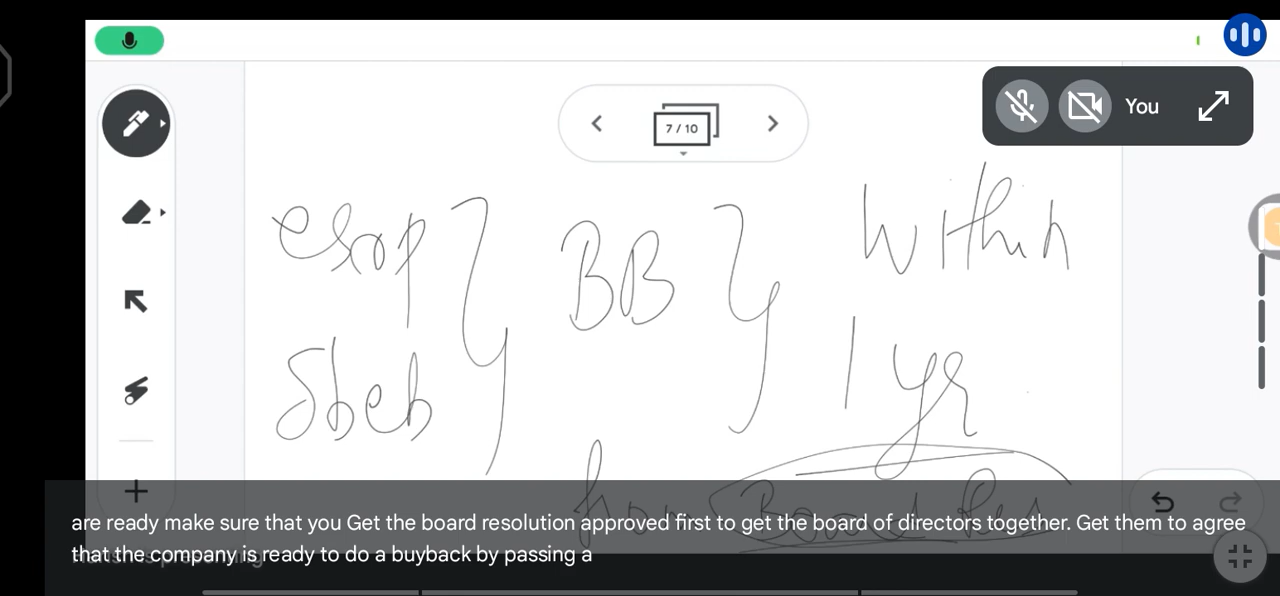 You
7 / 10
esop } BB } Within
Sbeb 1 yr
from Board Res
are ready make sure that you Get the board resolution approved first to get the board of directors together. Get them to agree
that the company is ready to do a buyback by passing a